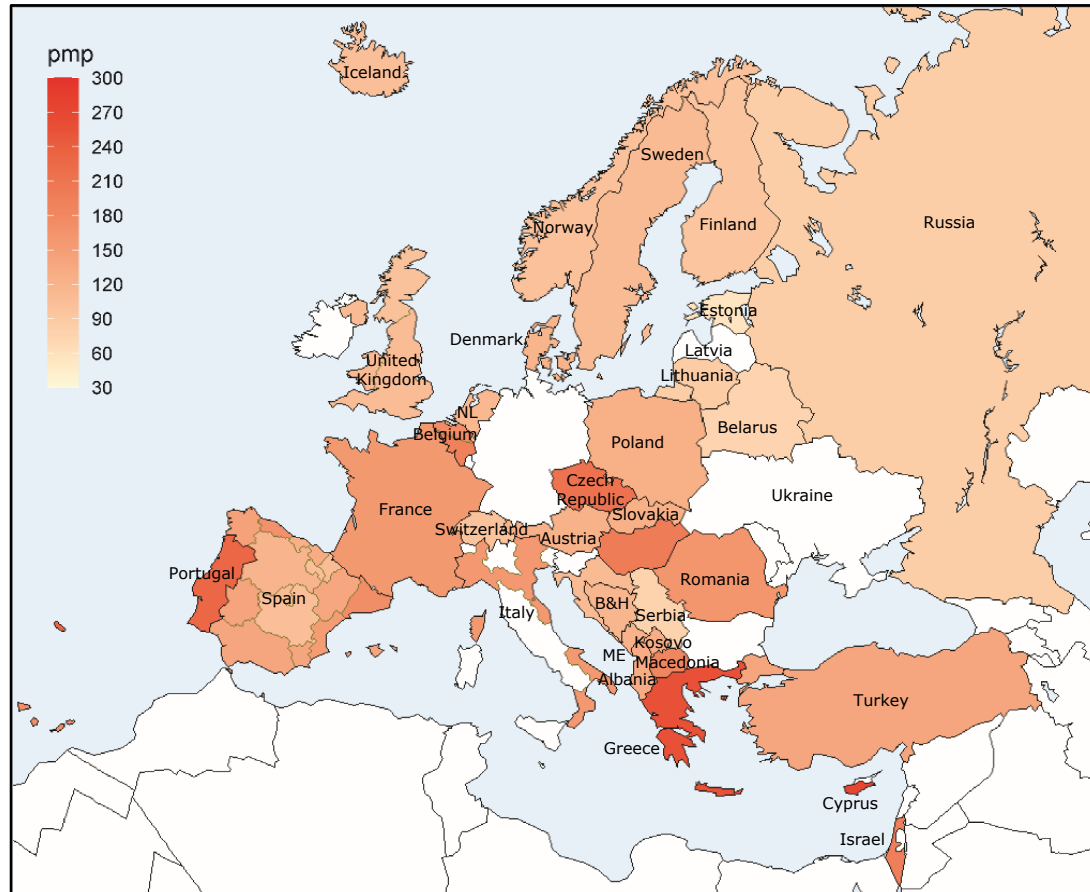 pmp
300
270
240
210
180
150
120
90
60
30
Iceland
Sweden
Norway
Finland
Russia
Estonia
Denmark
Latvia
United
Kingdom
Lithuania
NL
Belgium
Belarus
Poland
Czech
Republic
Ukraine
France
Slovakia
Switzerland
Austria
Portugal
Romania
Spain
Italy
B&H
Serbia
Kosovo
ME
Macedonia
Albania
Turkey
Greece
Cyprus
Israel